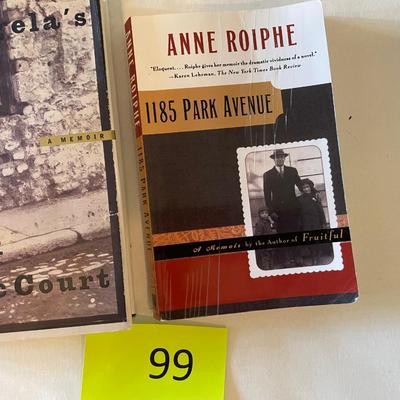 ela's
A MEMOIR
Court
ANNE ROIPHE
1185 PARK AVENUE
ANNE ROIPHE
"Eloquent. . . . Roiphe gives her memoir the dramatic vividness of a novel."
—Karen Lehrman, The New York Times Book Review
1185 PARK AVENUE
A Memoir by the Author of Fruitful
99